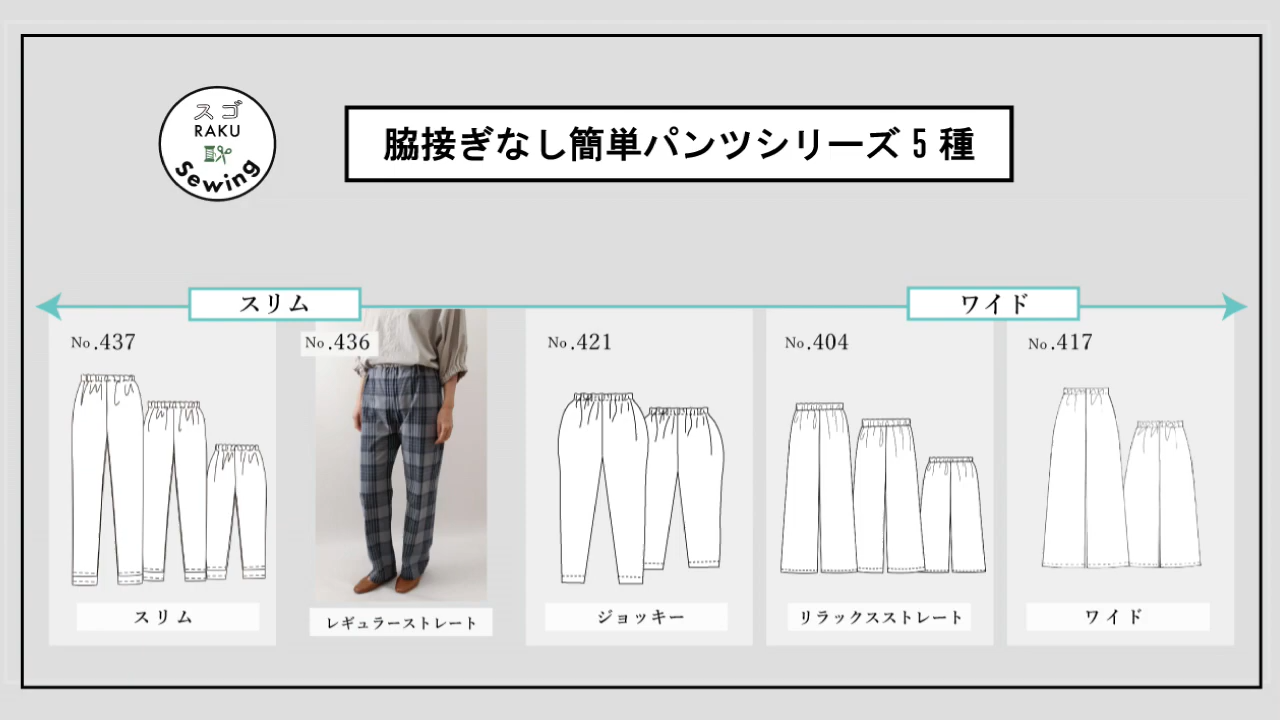 スゴ
RAKU
Sewing
脇接ぎなし簡単パンツシリーズ 5 種
スリム
ワイド
No.437
No.436
No.421
No.404
No.417
スリム
レギュラーストレート
ジョッキー
リラックスストレート
ワイド